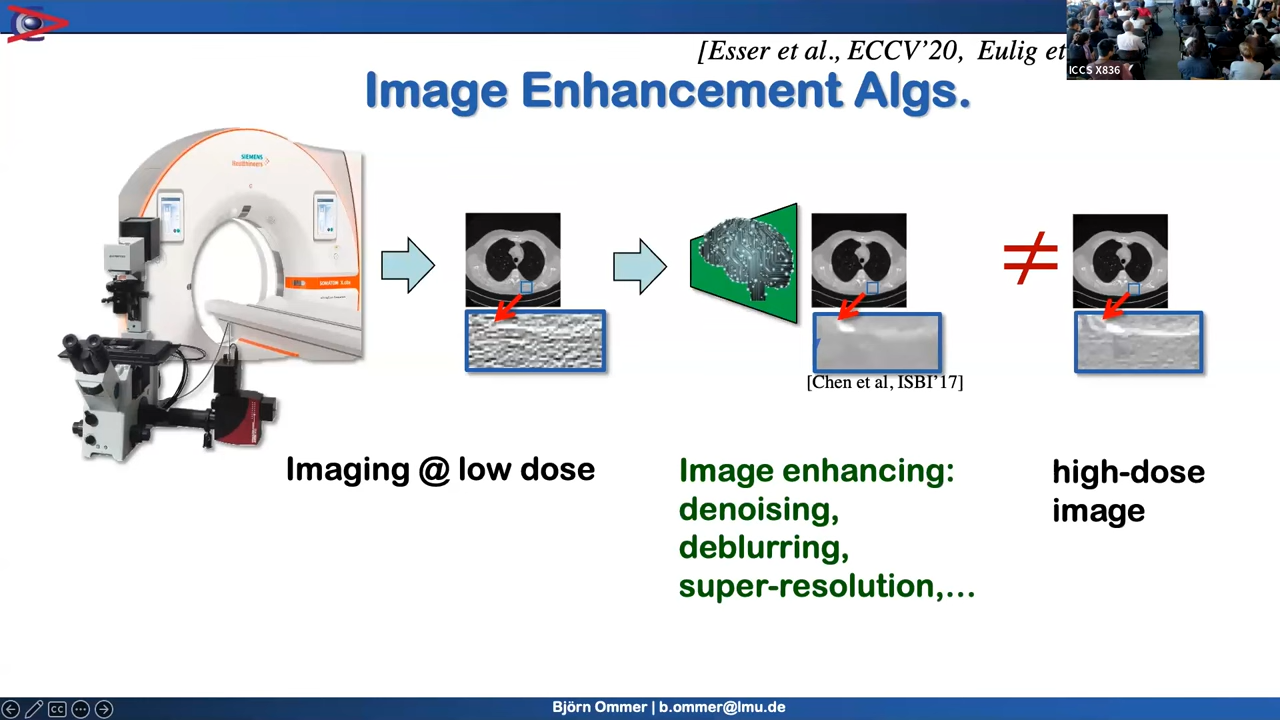 [Esser et al., ECCV'20, Eulig et
ICCS X836
Image Enhancement Algs.
SIEMENS
Healthineers
[Chen et al, ISBI'17]
Imaging @ low dose
Image enhancing:
denoising,
deblurring,
super-resolution,...
high-dose
image
CC
Björn Ommer | b.ommer@lmu.de